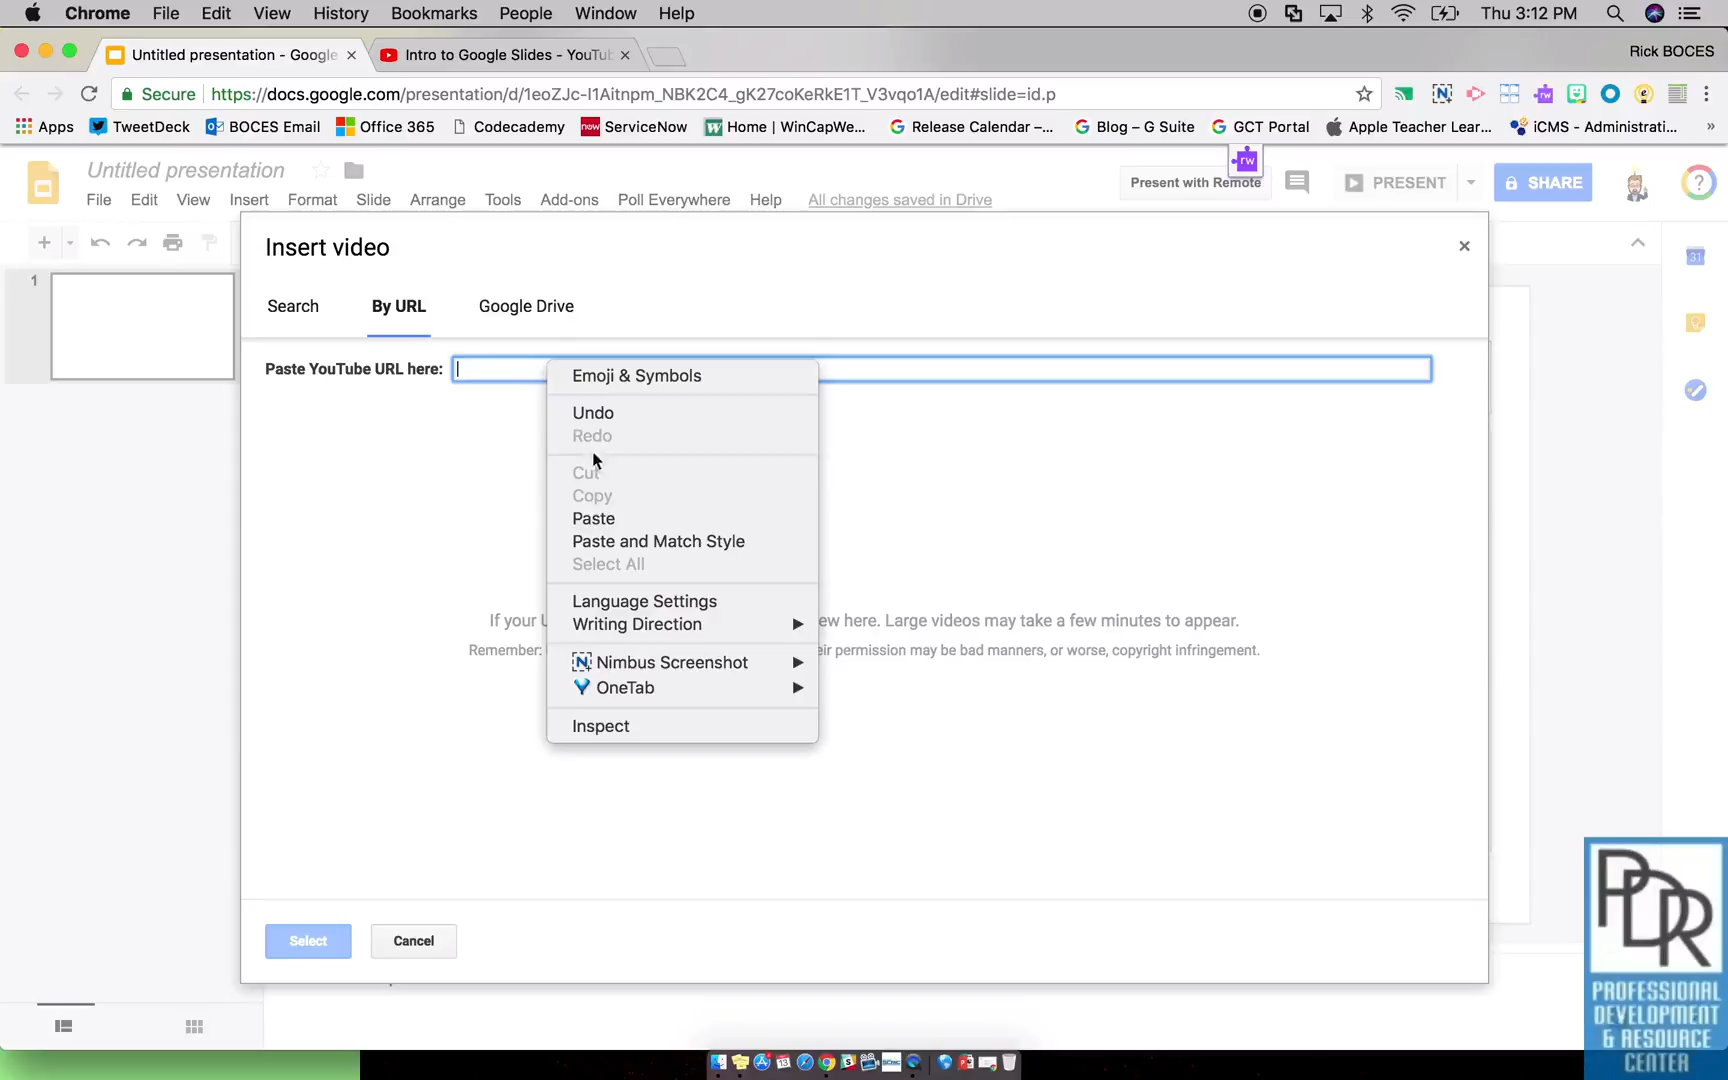 Chrome File Edit View History Bookmarks People Window Help Thu 3:12 PM
Untitled presentation - Google Intro to Google Slides - YouTu Rick BOCES
Secure https://docs.google.com/presentation/d/1eoZJc-I1Aitnpm_NBK2C4_gK27coKeRkE1T_V3vqo1A/edit#slide=id.p
Apps TweetDeck BOCES Email Office 365 Codecademy now ServiceNow Home | WinCapWe... Release Calendar –... Blog – G Suite GCT Portal Apple Teacher Lear... iCMS - Administrati... »
rw
Untitled presentation
Present with Remote PRESENT SHARE
File Edit View Insert Format Slide Arrange Tools Add-ons Poll Everywhere Help All changes saved in Drive
Insert video
31
1
Search By URL Google Drive
Paste YouTube URL here:
Emoji & Symbols
Undo
Redo
Cut
Copy
Paste
Paste and Match Style
Select All
Language Settings
If your ew here. Large videos may take a few minutes to appear.
Writing Direction
Remember: eir permission may be bad manners, or worse, copyright infringement.
Nimbus Screenshot
OneTab
Inspect
Select Cancel
PDRC
PROFESSIONAL
DEVELOPMENT
& RESOURCE
CENTER